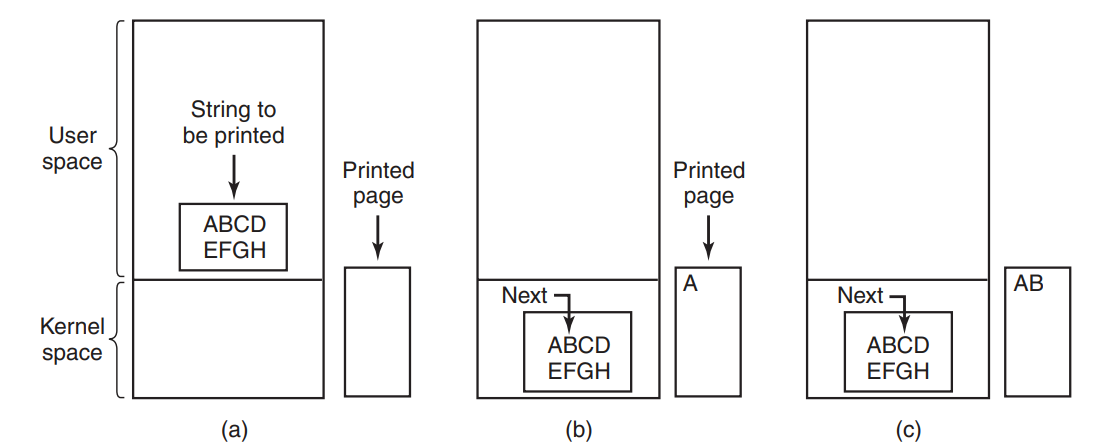 User
space
Kernel
space
String to
be printed
ABCD
EFGH
Printed
page
(a)
Next
ABCD
EFGH
Printed
page
A
(b)
Next
ABCD
EFGH
AB
(c)